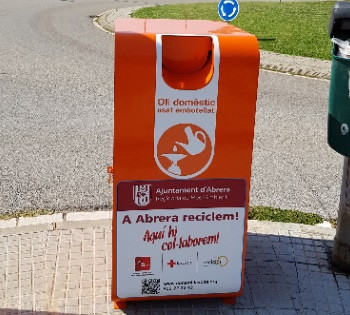 Oli domèstic
usat embotellat
Ajuntament d'Abrera
A Abrera reciclem!
Aquí hi
col·laborem!